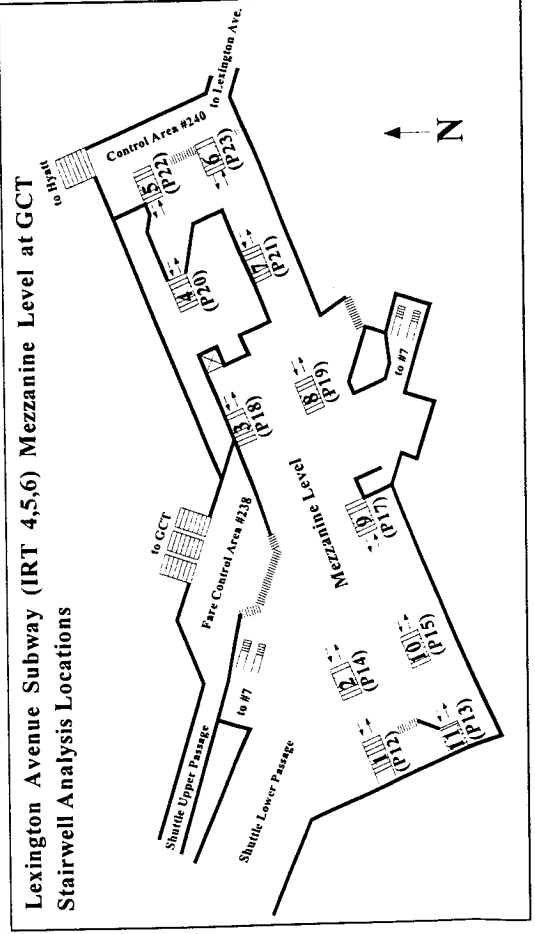 Lexington Avenue Subway (IRT 4,5,6) Mezzanine Level at GCT
Stairwell Analysis Locations
to Hyatt
Control Area #240
to Lexington Ave.
5
(P22)
6
(P23)
4
(P20)
7
(P21)
3
(P18)
8
(P19)
to GCT
Fare Control Area #238
Mezzanine Level
to #7
9
(P17)
to #7
Shuttle Upper Passage
Shuttle Lower Passage
2
(P14)
10
(P15)
1
(P12)
11
(P13)
N